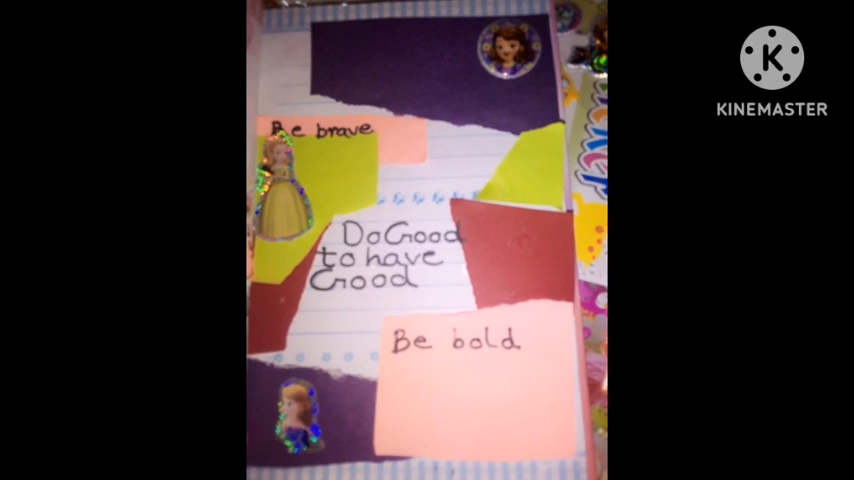 KINEMASTER
Be brave
Do Good
to have
Good
Be bold